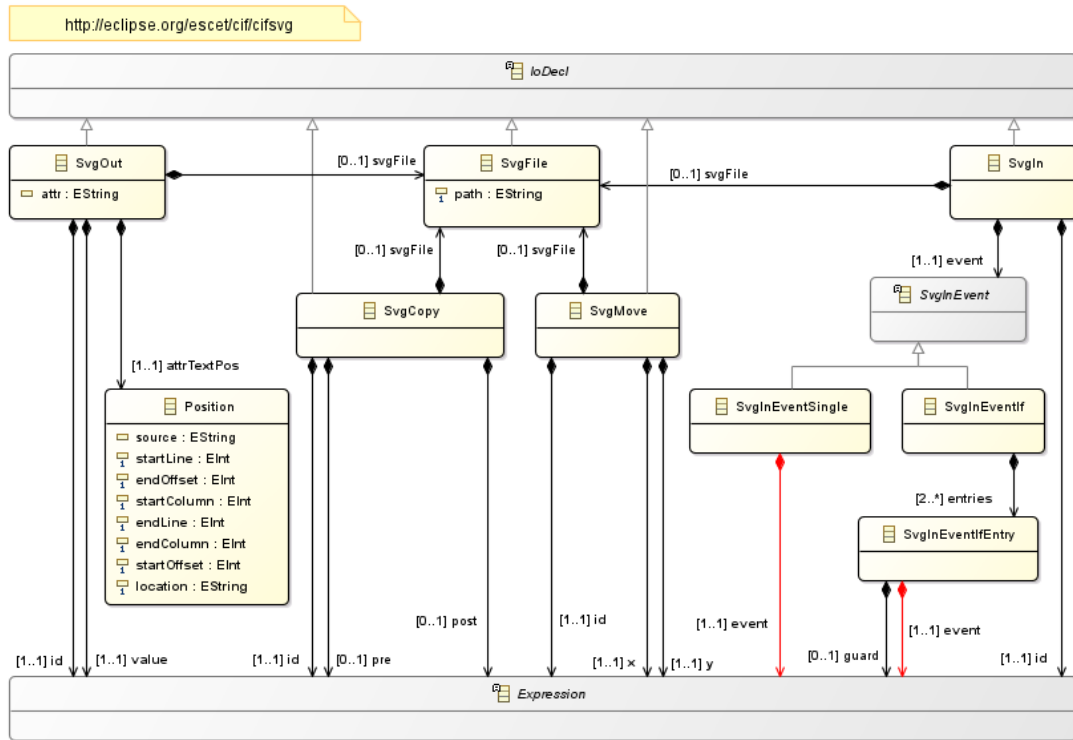 http://eclipse.org/escet/cif/cifsvg
IoDecl
SvgOut
attr : EString
[0..1] svgFile
SvgFile
path : EString
[0..1] svgFile
SvgIn
[0..1] svgFile
[0..1] svgFile
[1..1] event
SvgInEvent
SvgCopy
SvgMove
[1..1] attrTextPos
Position
source : EString
startLine : EInt
endOffset : EInt
startColumn : EInt
endLine : EInt
endColumn : EInt
startOffset : EInt
location : EString
SvgInEventSingle
SvgInEventIf
[2..*] entries
SvgInEventIfEntry
[0..1] post
[1..1] id
[1..1] event
[1..1] event
[1..1] id
[1..1] value
[1..1] id
[0..1] pre
[1..1] x
[1..1] y
[0..1] guard
[1..1] id
Expression